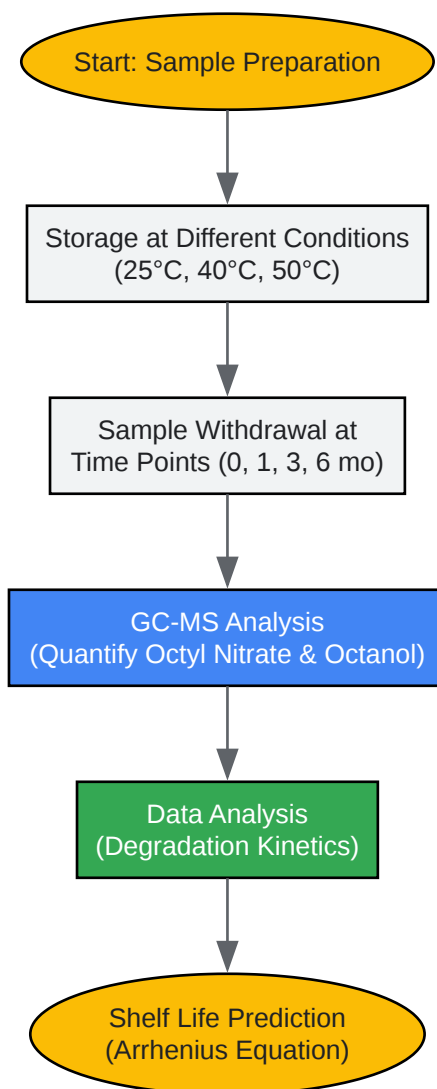 Start: Sample Preparation
Storage at Different Conditions
(25°C, 40°C, 50°C)
Sample Withdrawal at
Time Points (0, 1, 3, 6 mo)
GC-MS Analysis
(Quantify Octyl Nitrate & Octanol)
Data Analysis
(Degradation Kinetics)
Shelf Life Prediction
(Arrhenius Equation)